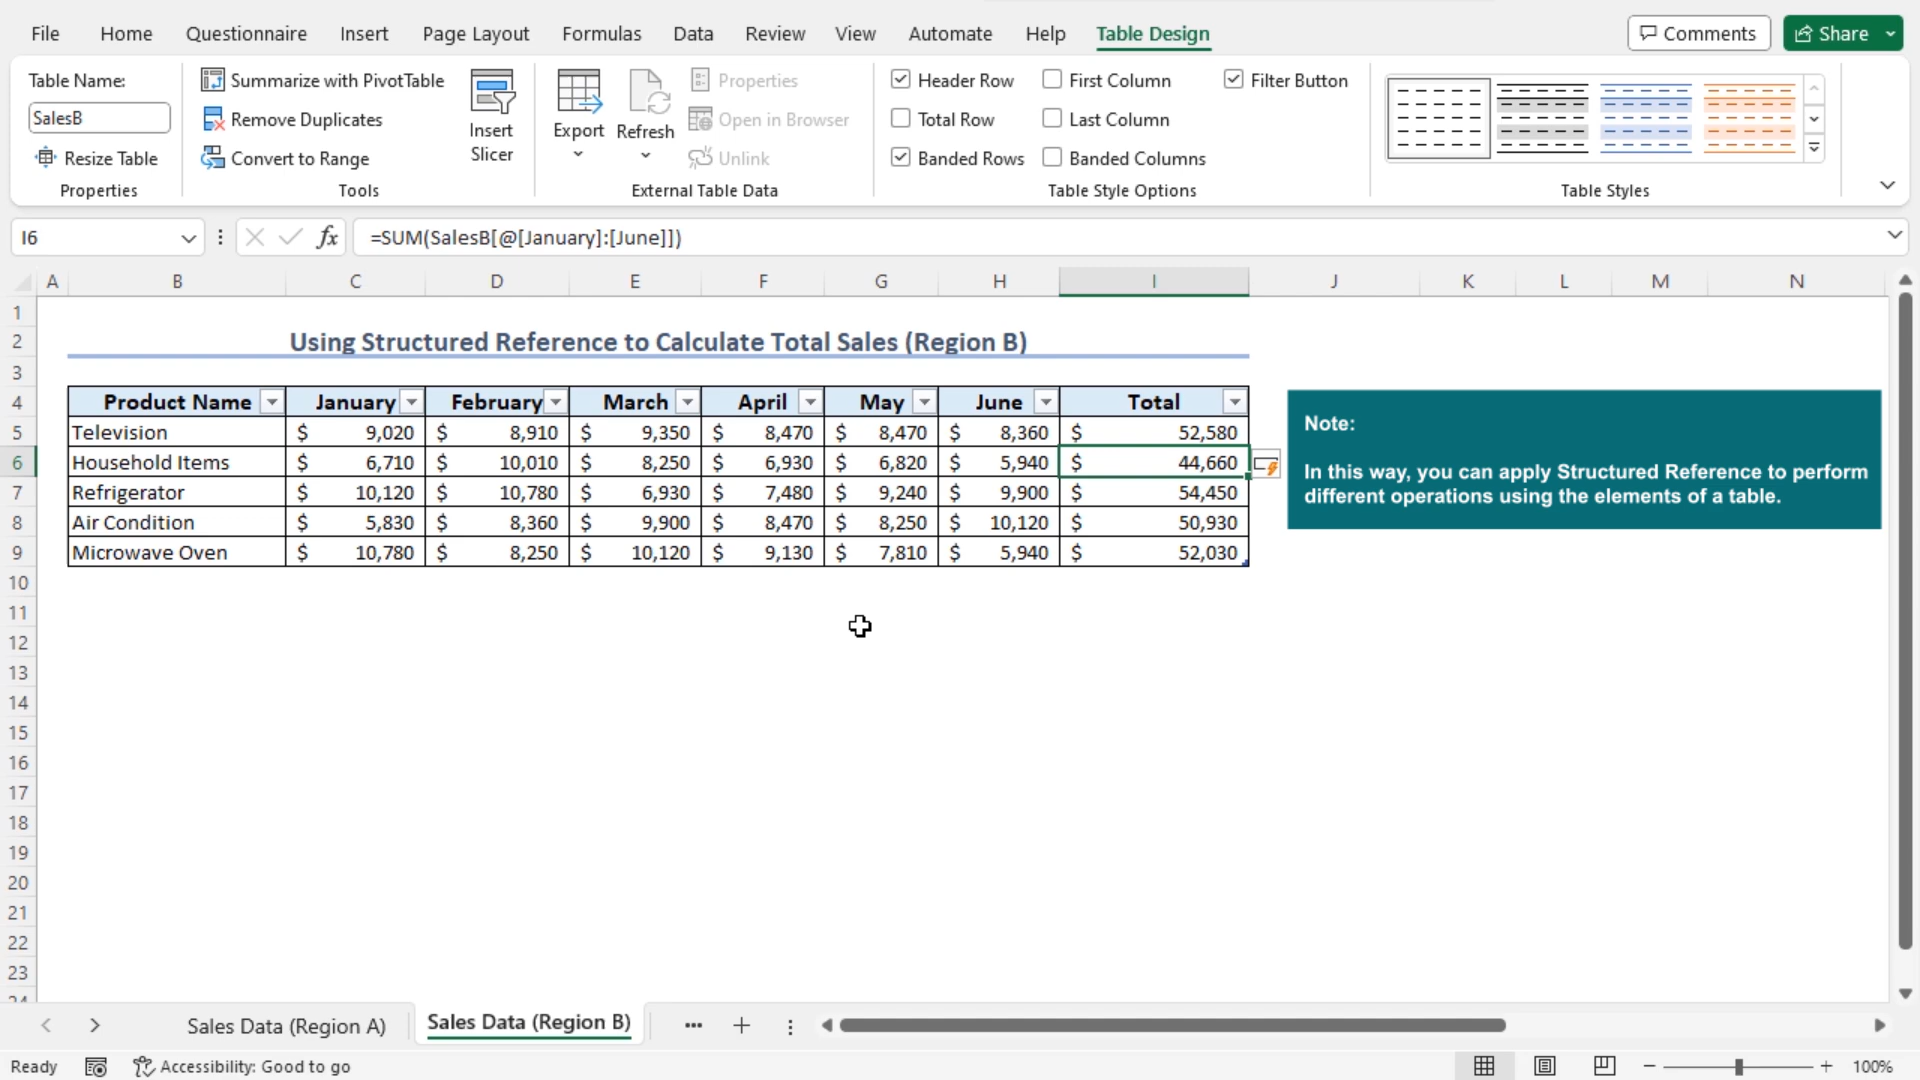 File Home Questionnaire Insert Page Layout Formulas Data Review View Automate Help Table Design Comments Share
Table Name:
SalesB
Resize Table
Properties
Summarize with PivotTable
Remove Duplicates
Convert to Range
Tools
Insert
Slicer
Export
Refresh
Properties
Open in Browser
Unlink
External Table Data
Header Row First Column Filter Button
Total Row Last Column
Banded Rows Banded Columns
Table Style Options
Table Styles
I6 fx =SUM(SalesB[@[January]:[June]])
A B C D E F G H I J K L M N
1
2 Using Structured Reference to Calculate Total Sales (Region B)
3
4 Product Name January February March April May June Total
5 Television $ 9,020 $ 8,910 $ 9,350 $ 8,470 $ 8,470 $ 8,360 $ 52,580
6 Household Items $ 6,710 $ 10,010 $ 8,250 $ 6,930 $ 6,820 $ 5,940 $ 44,660
7 Refrigerator $ 10,120 $ 10,780 $ 6,930 $ 7,480 $ 9,240 $ 9,900 $ 54,450
8 Air Condition $ 5,830 $ 8,360 $ 9,900 $ 8,470 $ 8,250 $ 10,120 $ 50,930
9 Microwave Oven $ 10,780 $ 8,250 $ 10,120 $ 9,130 $ 7,810 $ 5,940 $ 52,030
Note:
In this way, you can apply Structured Reference to perform
different operations using the elements of a table.
10
11
12
13
14
15
16
17
18
19
20
21
22
23
24
Sales Data (Region A) Sales Data (Region B)
Ready Accessibility: Good to go 100%